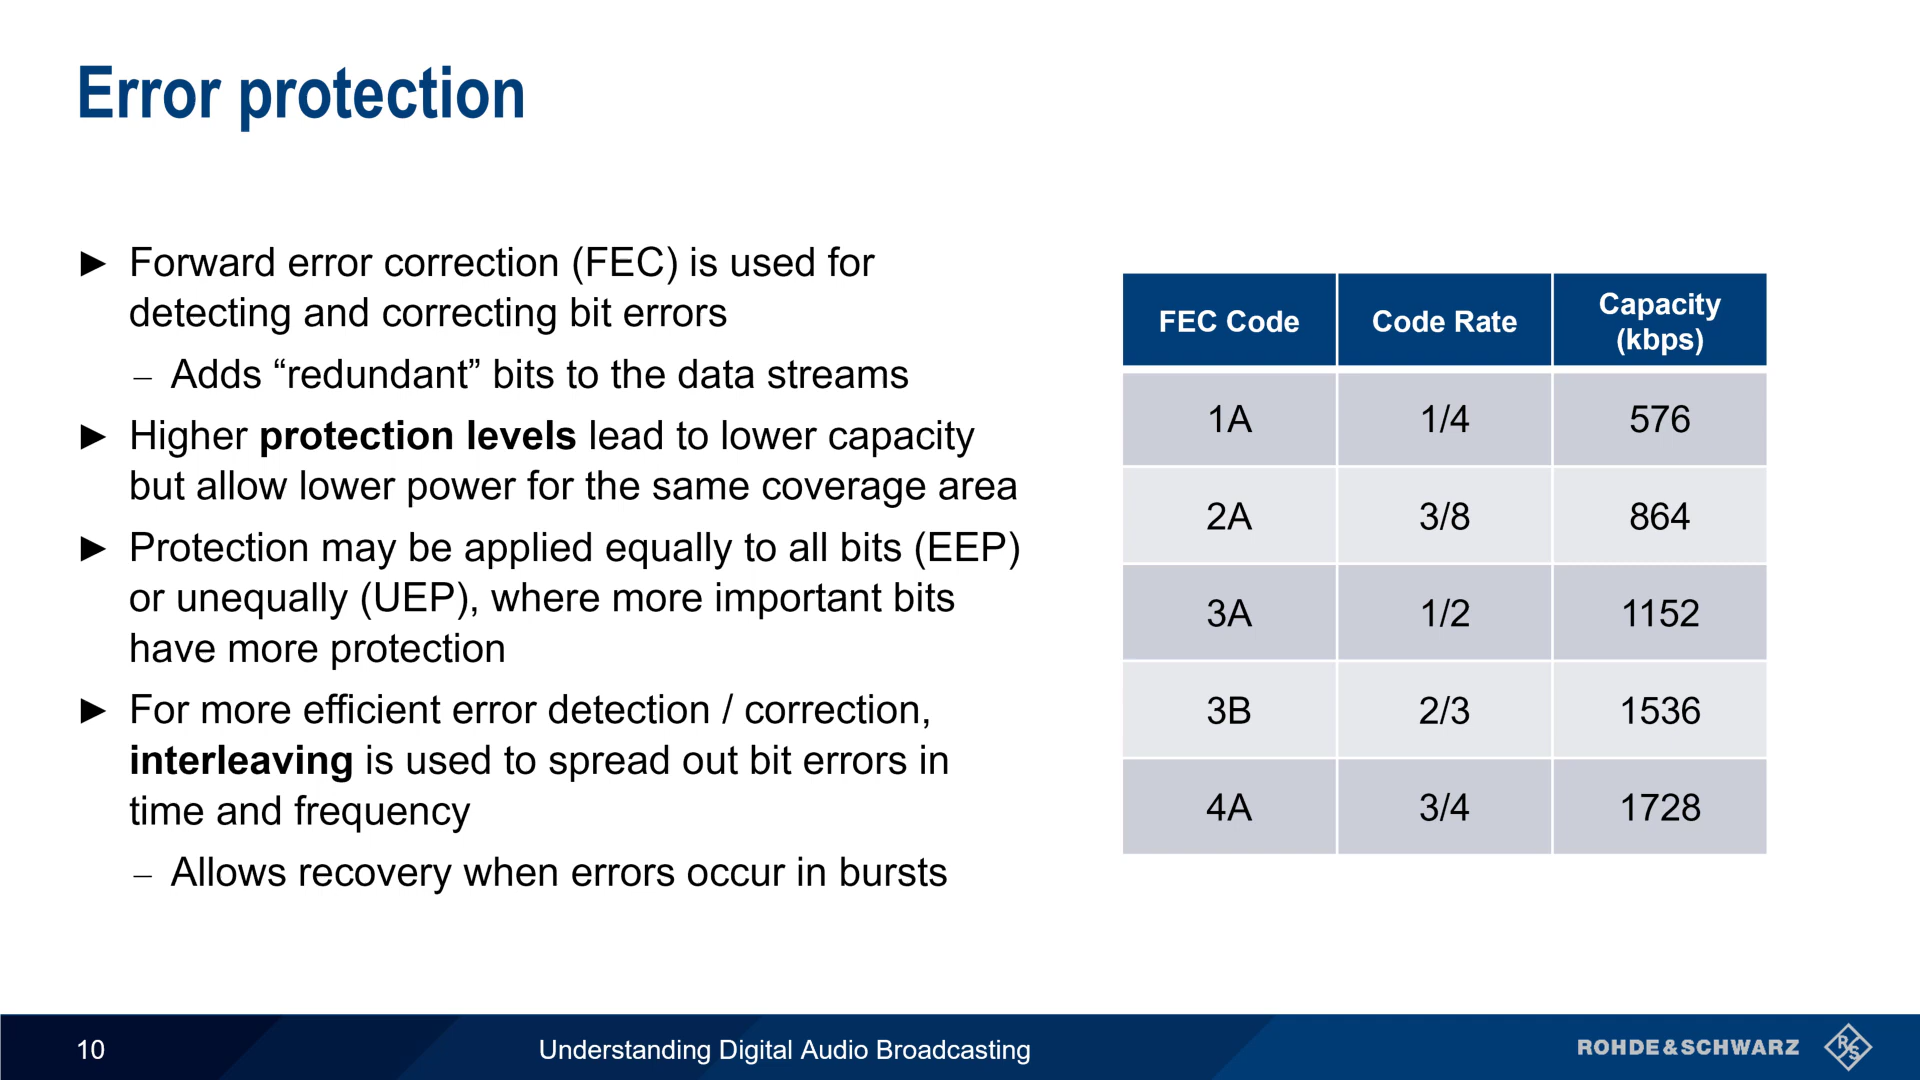 Error protection
► Forward error correction (FEC) is used for
detecting and correcting bit errors
– Adds “redundant” bits to the data streams
► Higher protection levels lead to lower capacity
but allow lower power for the same coverage area
► Protection may be applied equally to all bits (EEP)
or unequally (UEP), where more important bits
have more protection
► For more efficient error detection / correction,
interleaving is used to spread out bit errors in
time and frequency
– Allows recovery when errors occur in bursts
FEC Code Code Rate Capacity (kbps)
1A 1/4 576
2A 3/8 864
3A 1/2 1152
3B 2/3 1536
4A 3/4 1728
10 Understanding Digital Audio Broadcasting ROHDE&SCHWARZ R&S